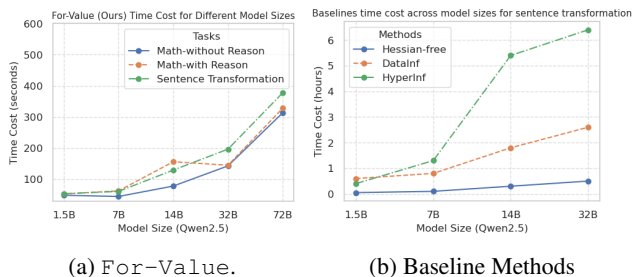 For-Value (Ours) Time Cost for Different Model Sizes
600
500
400
300
200
100
Time Cost (seconds)
Tasks
Math-without Reason
Math-with Reason
Sentence Transformation
1.5B 7B 14B 32B 72B
Model Size (Qwen2.5)
(a) For-Value.
Baselines time cost across model sizes for sentence transformation
6
5
4
3
2
1
0
Time Cost (hours)
Methods
Hessian-free
DataInf
HyperInf
1.5B 7B 14B 32B
Model Size (Qwen2.5)
(b) Baseline Methods